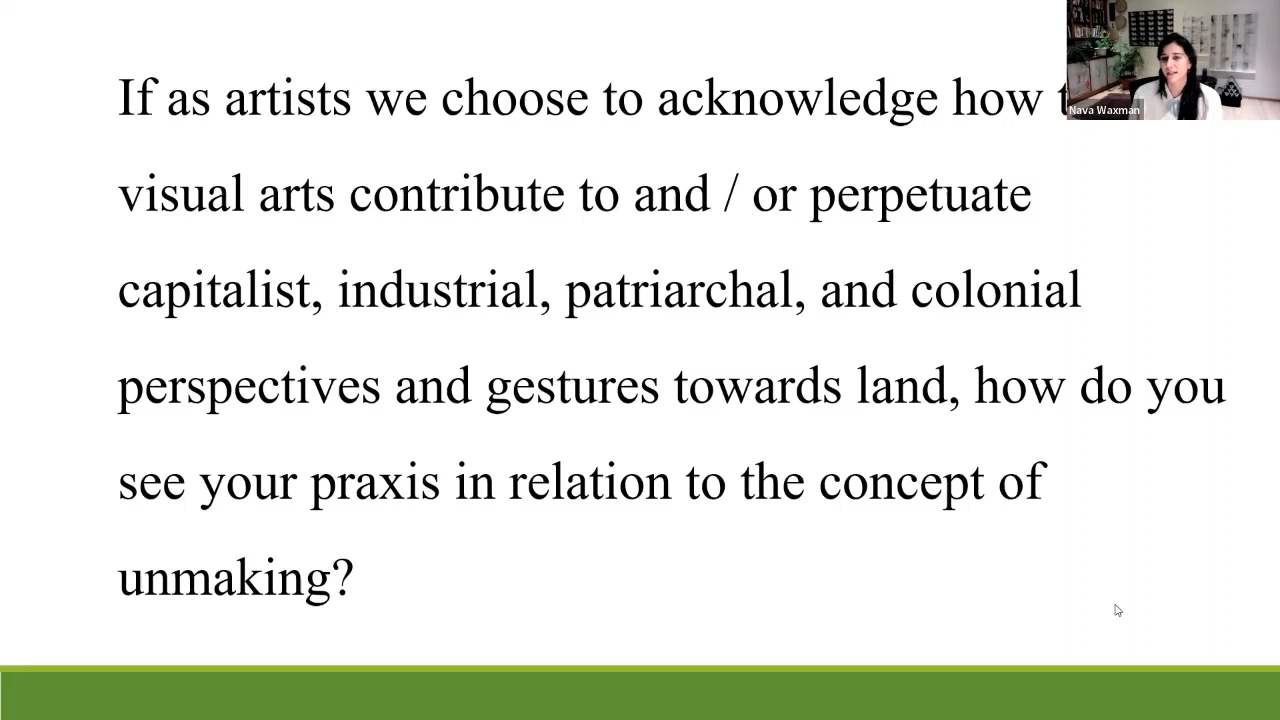 If as artists we choose to acknowledge how
Nava Waxman
visual arts contribute to and / or perpetuate
capitalist, industrial, patriarchal, and colonial
perspectives and gestures towards land, how do you
see your praxis in relation to the concept of
unmaking?